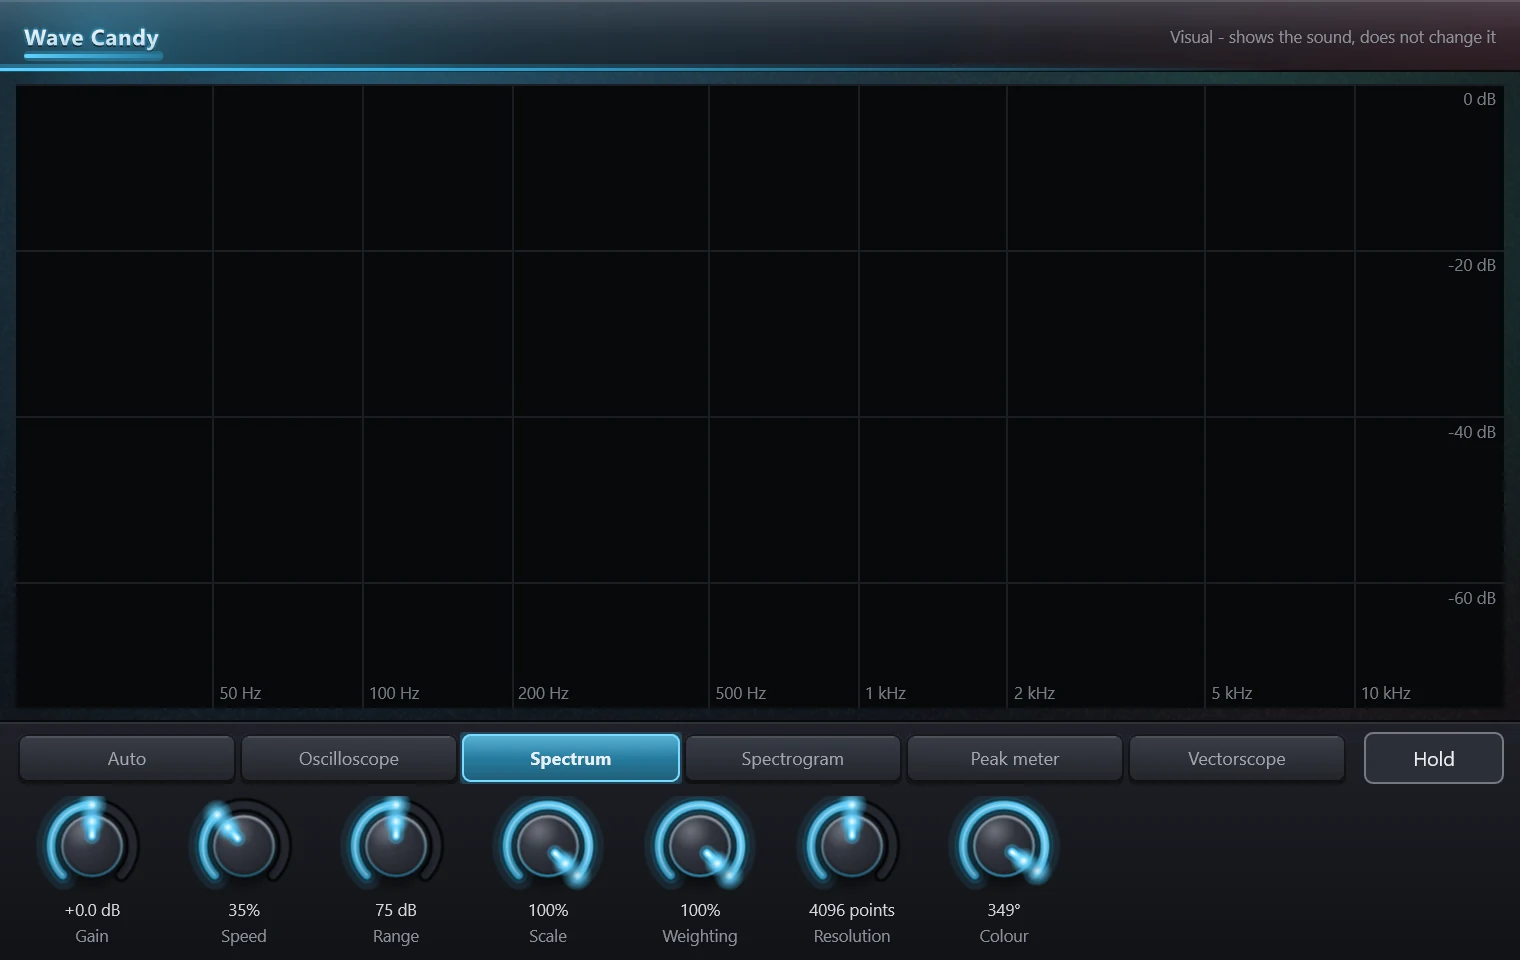 Wave Candy
Visual - shows the sound, does not change it
0 dB
-20 dB
-40 dB
-60 dB
50 Hz
100 Hz
200 Hz
500 Hz
1 kHz
2 kHz
5 kHz
10 kHz
Auto
Oscilloscope
Spectrum
Spectrogram
Peak meter
Vectorscope
Hold
+0.0 dB
35%
75 dB
100%
100%
4096 points
349°
Gain
Speed
Range
Scale
Weighting
Resolution
Colour